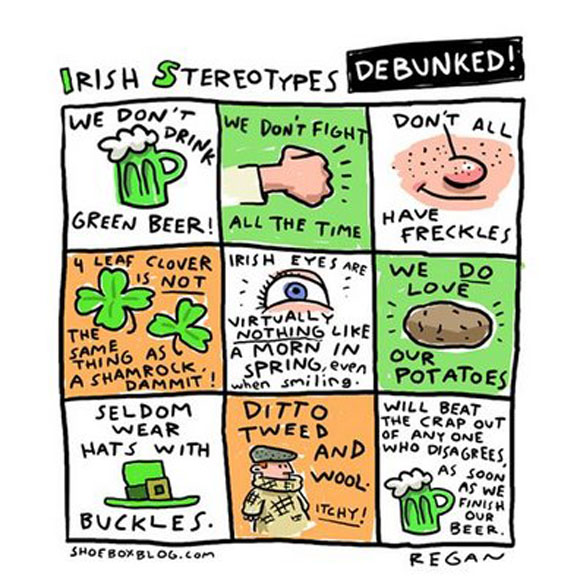 IRISH STEREOTYPES DEBUNKED!
WE DON'T
DRINK
GREEN BEER!
WE DON'T FIGHT
ALL THE TIME
DON'T ALL
HAVE
FRECKLES
4 LEAF CLOVER
IS NOT
THE
SAME
THING AS
A SHAMROCK,
DAMMIT!
IRISH EYES ARE
VIRTUALLY
NOTHING LIKE
A MORN IN
SPRING, even
when smiling.
WE DO
LOVE
OUR
POTATOES
SELDOM
WEAR
HATS WITH
BUCKLES.
DITTO
TWEED
AND
WOOL.
ITCHY!
WILL BEAT
THE CRAP OUT
OF ANY ONE
WHO DISAGREES,
AS SOON
AS WE
FINISH
OUR
BEER.
SHOEBOXBLOG.COM
REGAN